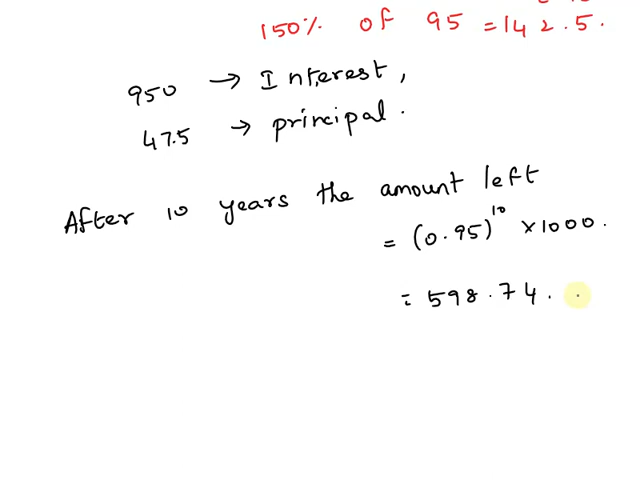 150% of 95 = 142.5.
950 → Interest,
47.5 → principal.
After 10 years the amount left
= (0.95)^10 × 1000.
= 598.74.